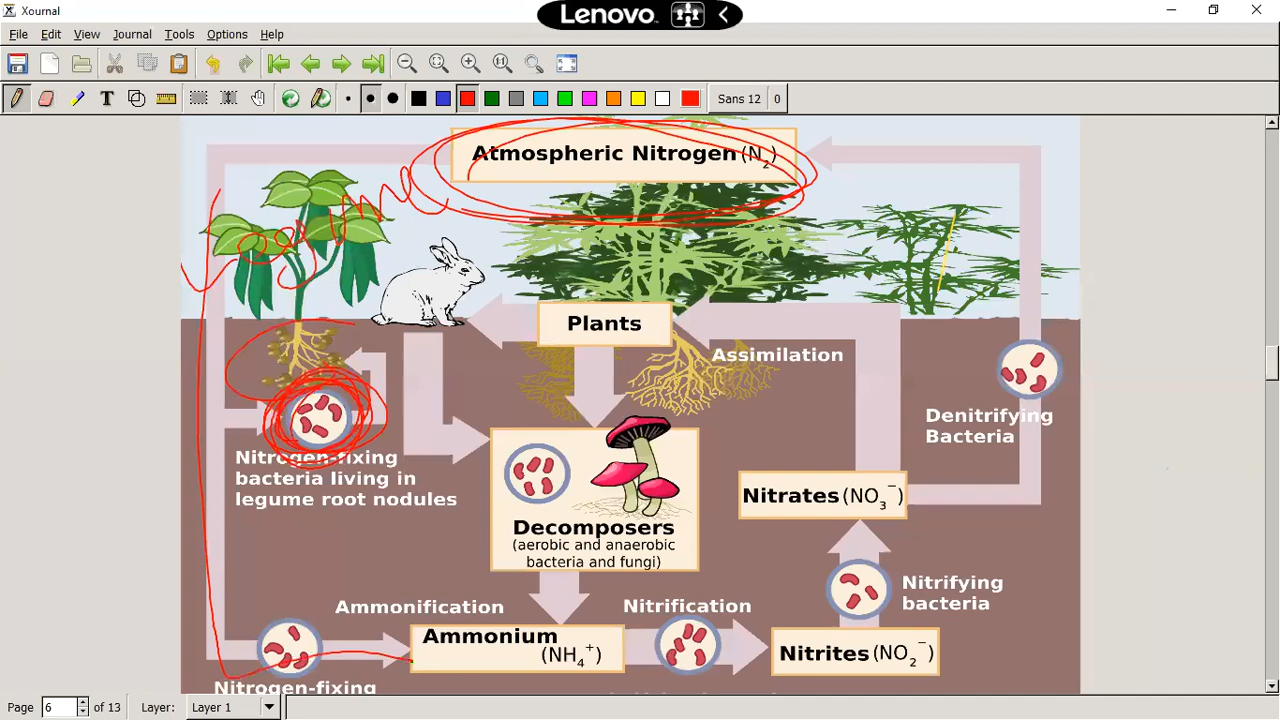 Xournal
Lenovo
File Edit View Journal Tools Options Help
Sans 12 0
Atmospheric Nitrogen (N2)
legume
Plants
Assimilation
Denitrifying
Bacteria
Nitrogen-fixing
bacteria living in
legume root nodules
Decomposers
(aerobic and anaerobic
bacteria and fungi)
Nitrates (NO3−)
Nitrifying
bacteria
Ammonification
Nitrification
Ammonium
(NH4+)
Nitrites (NO2−)
Nitrogen-fixing
Page 6 of 13 Layer: Layer 1